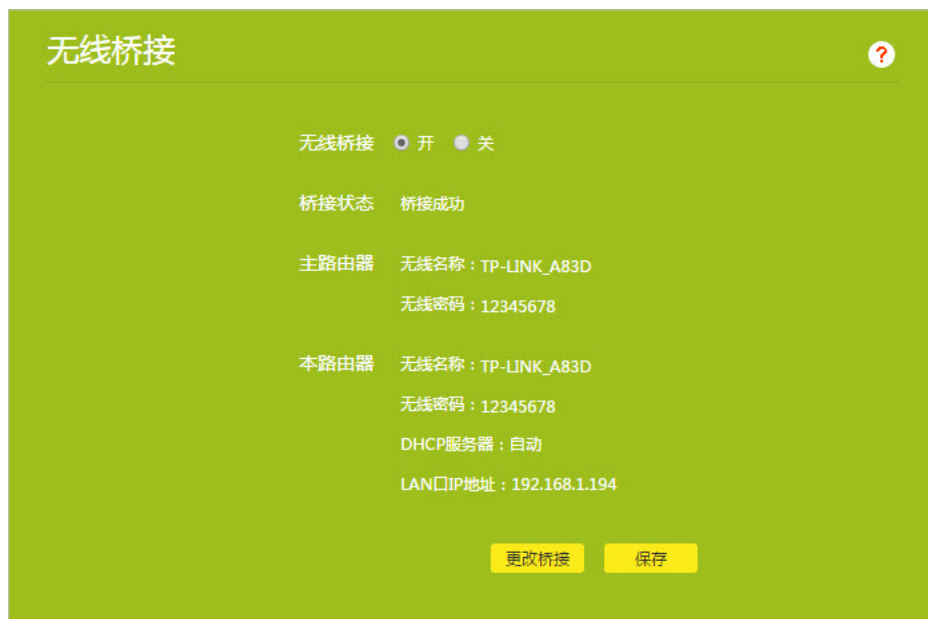 无线桥接
?
无线桥接 开 关
桥接状态 桥接成功
主路由器 无线名称：TP-LINK_A83D
无线密码：12345678
本路由器 无线名称：TP-LINK_A83D
无线密码：12345678
DHCP服务器：自动
LAN口IP地址：192.168.1.194
更改桥接 保存